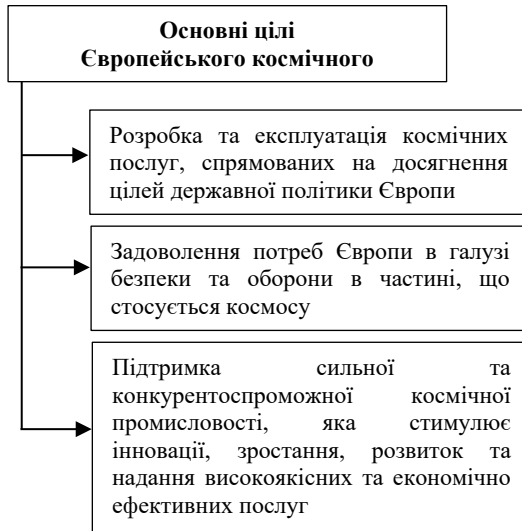 Основні цілі
Європейського космічного
Розробка та експлуатація космічних
послуг, спрямованих на досягнення
цілей державної політики Європи
Задоволення потреб Європи в галузі
безпеки та оборони в частині, що
стосується космосу
Підтримка сильної та
конкурентоспроможної космічної
промисловості, яка стимулює
інновації, зростання, розвиток та
надання високоякісних та економічно
ефективних послуг